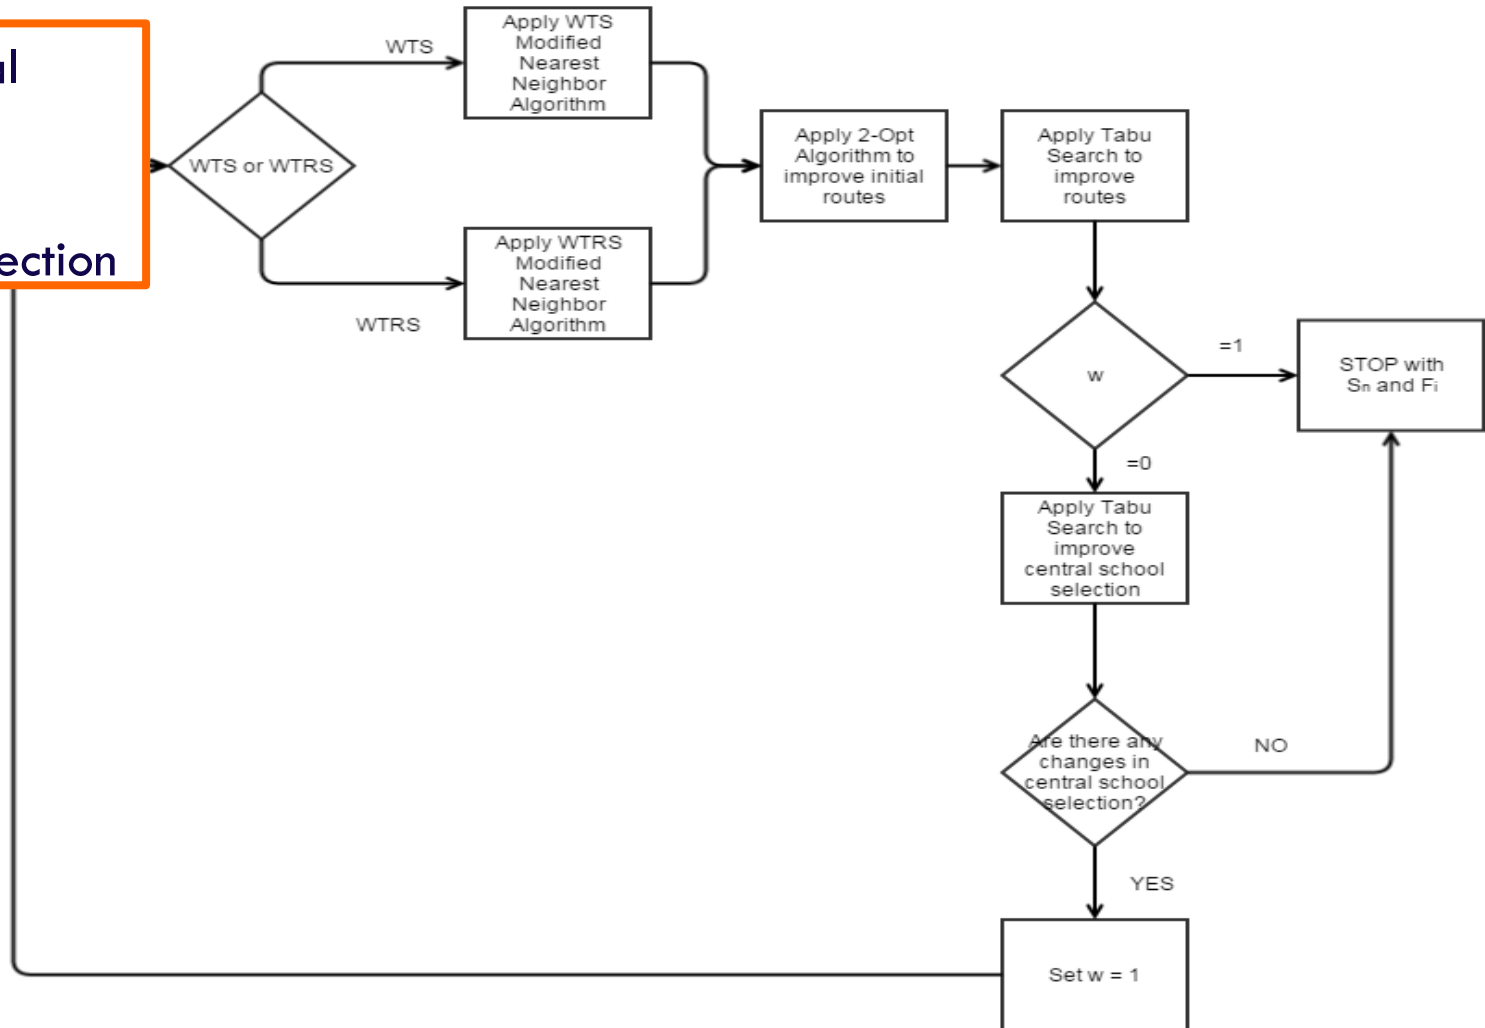 al
ection
WTS or WTRS
WTS
WTRS
Apply WTS
Modified
Nearest
Neighbor
Algorithm
Apply WTRS
Modified
Nearest
Neighbor
Algorithm
Apply 2-Opt
Algorithm to
improve initial
routes
Apply Tabu
Search to
improve
routes
w
=1
STOP with
Sn and Fi
=0
Apply Tabu
Search to
improve
central school
selection
Are there any
changes in
central school
selection?
NO
YES
Set w = 1